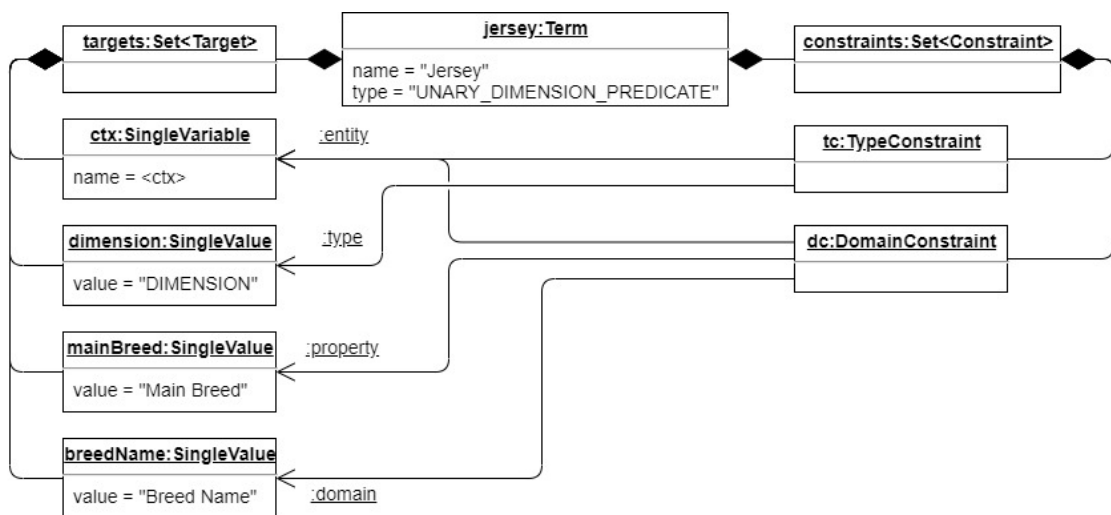 targets:Set<Target>
jersey:Term
name = "Jersey"
type = "UNARY_DIMENSION_PREDICATE"
constraints:Set<Constraint>
ctx:SingleVariable
name = <ctx>
:entity
tc:TypeConstraint
dimension:SingleValue
value = "DIMENSION"
:type
dc:DomainConstraint
mainBreed:SingleValue
value = "Main Breed"
:property
breedName:SingleValue
value = "Breed Name"
:domain